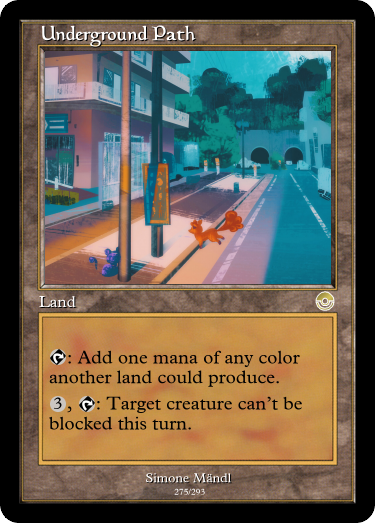 Underground Path
Land
: Add one mana of any color
another land could produce.
3, : Target creature can't be
blocked this turn.
Simone Mändl
275/293